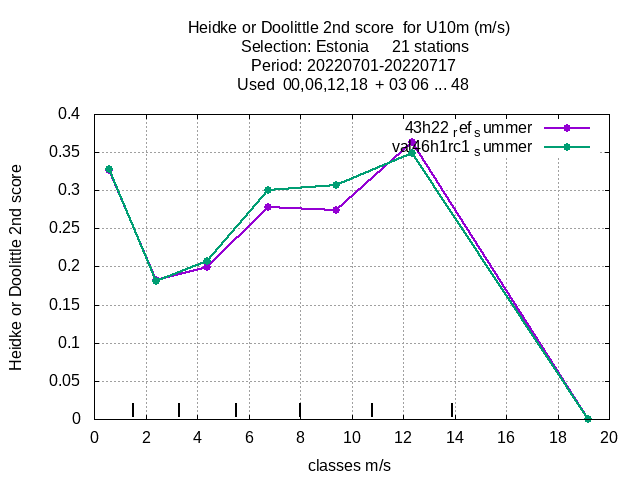 Heidke or Doolittle 2nd score for U10m (m/s)
Selection: Estonia 21 stations
Period: 20220701-20220717
Used 00,06,12,18 + 03 06 ... 48
43h22 ref summer
val46h1rc1 summer
0.4
0.35
0.3
0.25
0.2
0.15
0.1
0.05
0
Heidke or Doolittle 2nd score
0 2 4 6 8 10 12 14 16 18 20
classes m/s